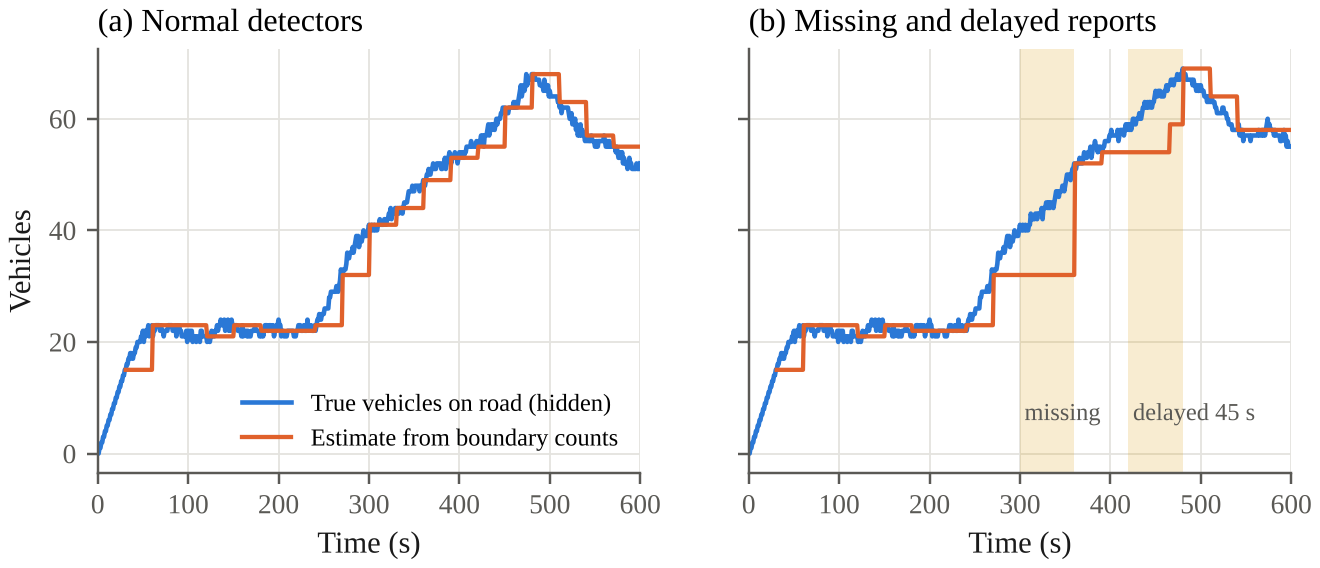 (a) Normal detectors
(b) Missing and delayed reports
Vehicles
60
40
20
0
True vehicles on road (hidden)
Estimate from boundary counts
missing
delayed 45 s
0 100 200 300 400 500 600
0 100 200 300 400 500 600
Time (s)
Time (s)